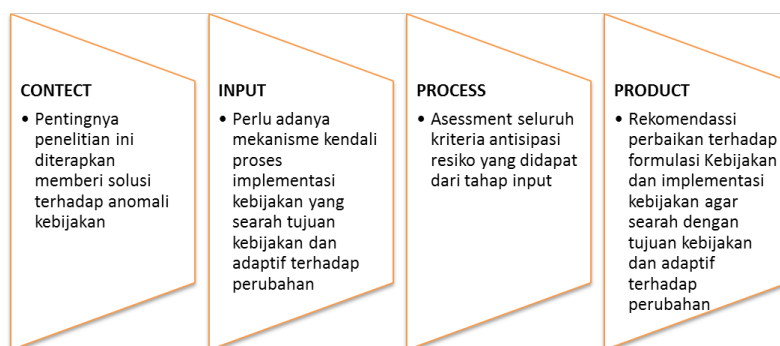 CONTECT
• Pentingnya
penelitian ini
diterapkan
memberi solusi
terhadap anomali
kebijakan
INPUT
• Perlu adanya
mekanisme kendali
proses
implementasi
kebijakan yang
searah tujuan
kebijakan dan
adaptif terhadap
perubahan
PROCESS
• Asessment seluruh
kriteria antisipasi
resiko yang didapat
dari tahap input
PRODUCT
• Rekomendassi
perbaikan terhadap
formulasi Kebijakan
dan implementasi
kebijakan agar
searah dengan
tujuan kebijakan
dan adaptif
terhadap
perubahan